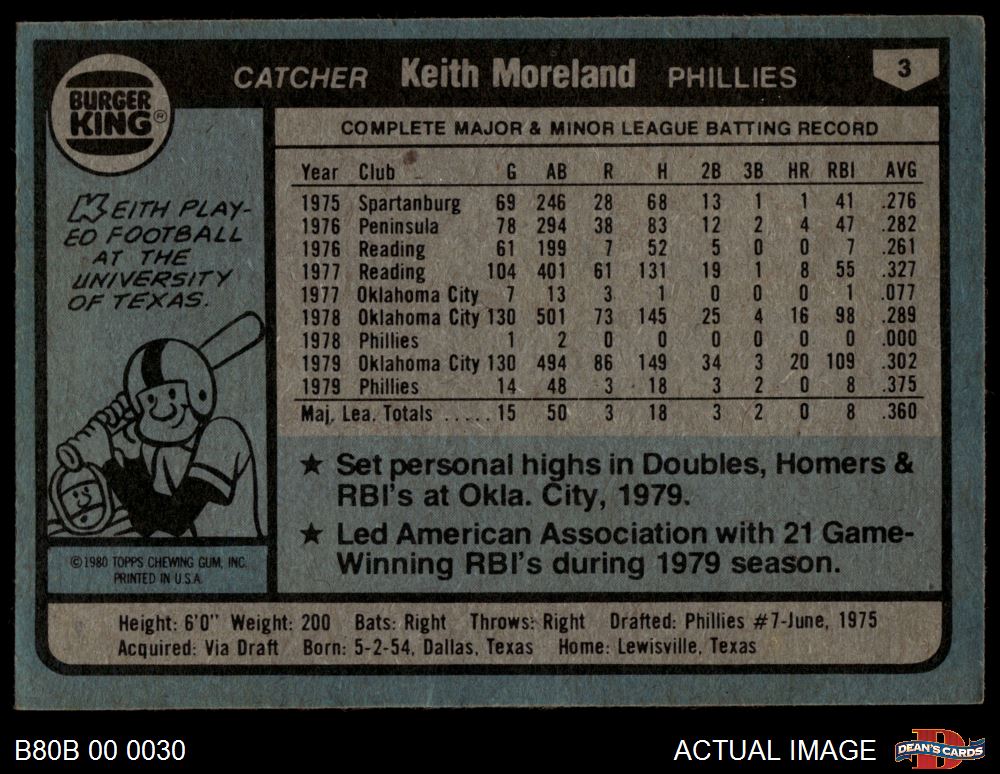 BURGER
KING®
CATCHER Keith Moreland PHILLIES
3
COMPLETE MAJOR & MINOR LEAGUE BATTING RECORD
Year Club G AB R H 2B 3B HR RBI AVG
1975 Spartanburg 69 246 28 68 13 1 1 41 .276
1976 Peninsula 78 294 38 83 12 2 4 47 .282
1976 Reading 61 199 7 52 5 0 0 7 .261
1977 Reading 104 401 61 131 19 1 8 55 .327
1977 Oklahoma City 7 13 3 1 0 0 0 1 .077
1978 Oklahoma City 130 501 73 145 25 4 16 98 .289
1978 Phillies 1 2 0 0 0 0 0 0 .000
1979 Oklahoma City 130 494 86 149 34 3 20 109 .302
1979 Phillies 14 48 3 18 3 2 0 8 .375
Maj. Lea. Totals ..... 15 50 3 18 3 2 0 8 .360
KEITH PLAY-
ED FOOTBALL
AT THE
UNIVERSITY
OF TEXAS.
★ Set personal highs in Doubles, Homers &
RBI's at Okla. City, 1979.
★ Led American Association with 21 Game-
Winning RBI's during 1979 season.
©1980 TOPPS CHEWING GUM, INC.
PRINTED IN U.S.A.
Height: 6'0" Weight: 200 Bats: Right Throws: Right Drafted: Phillies #7-June, 1975
Acquired: Via Draft Born: 5-2-54, Dallas, Texas Home: Lewisville, Texas
B80B 00 0030
ACTUAL IMAGE
D
DEAN'S CARDS